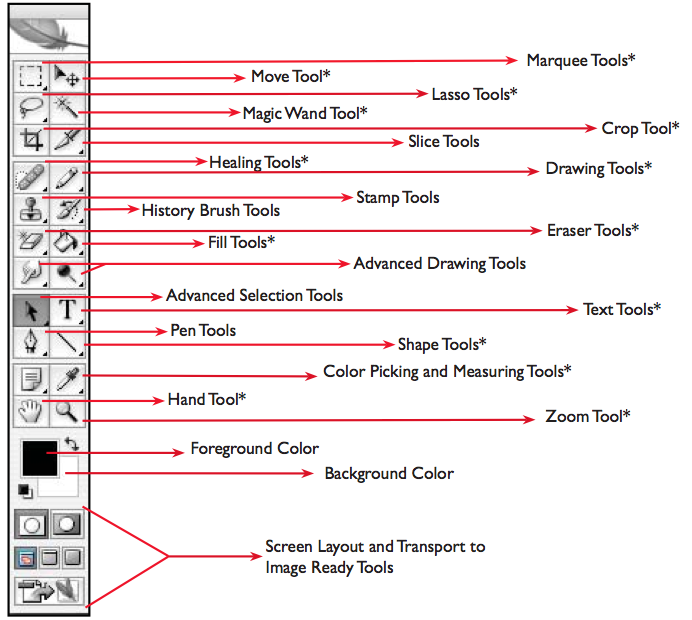 Marquee Tools*
Move Tool*
Lasso Tools*
Magic Wand Tool*
Crop Tool*
Slice Tools
Healing Tools*
Drawing Tools*
Stamp Tools
History Brush Tools
Eraser Tools*
Fill Tools*
Advanced Drawing Tools
Advanced Selection Tools
T
Text Tools*
Pen Tools
Shape Tools*
Color Picking and Measuring Tools*
Hand Tool*
Zoom Tool*
Foreground Color
Background Color
Screen Layout and Transport to
Image Ready Tools